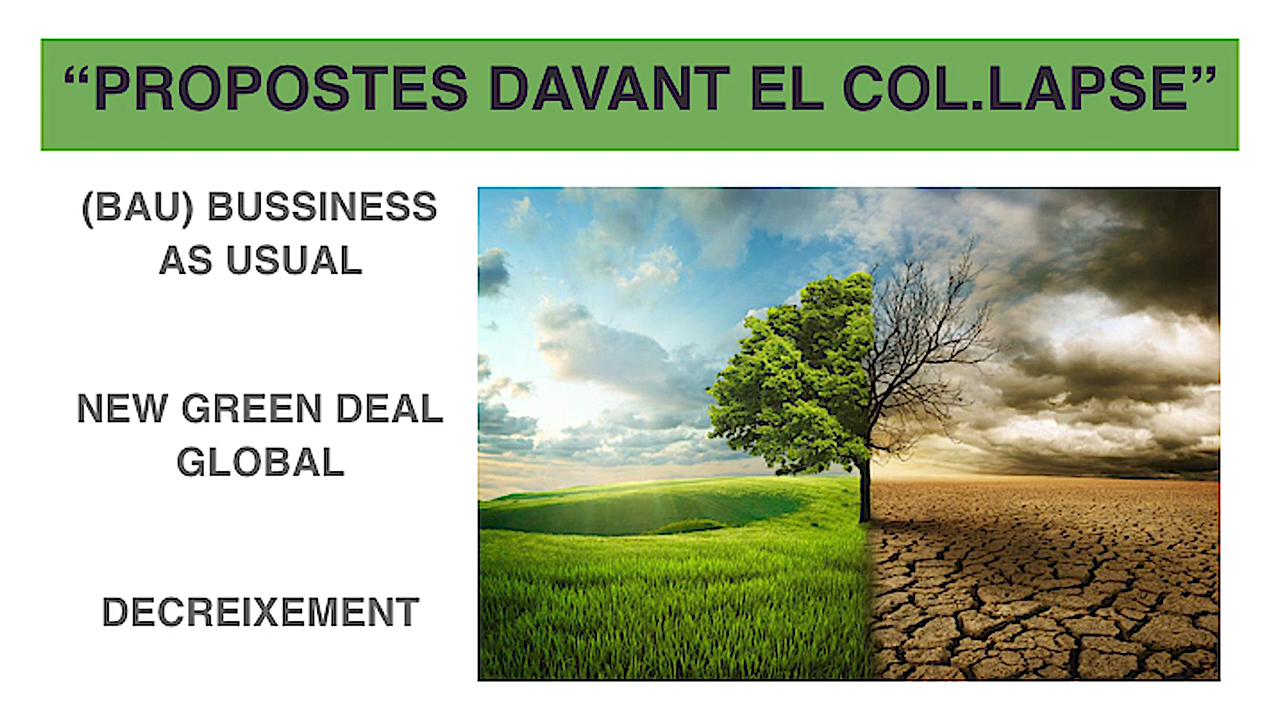 “PROPOSTES DAVANT EL COL.LAPSE”
(BAU) BUSSINESS
AS USUAL
NEW GREEN DEAL
GLOBAL
DECREIXEMENT